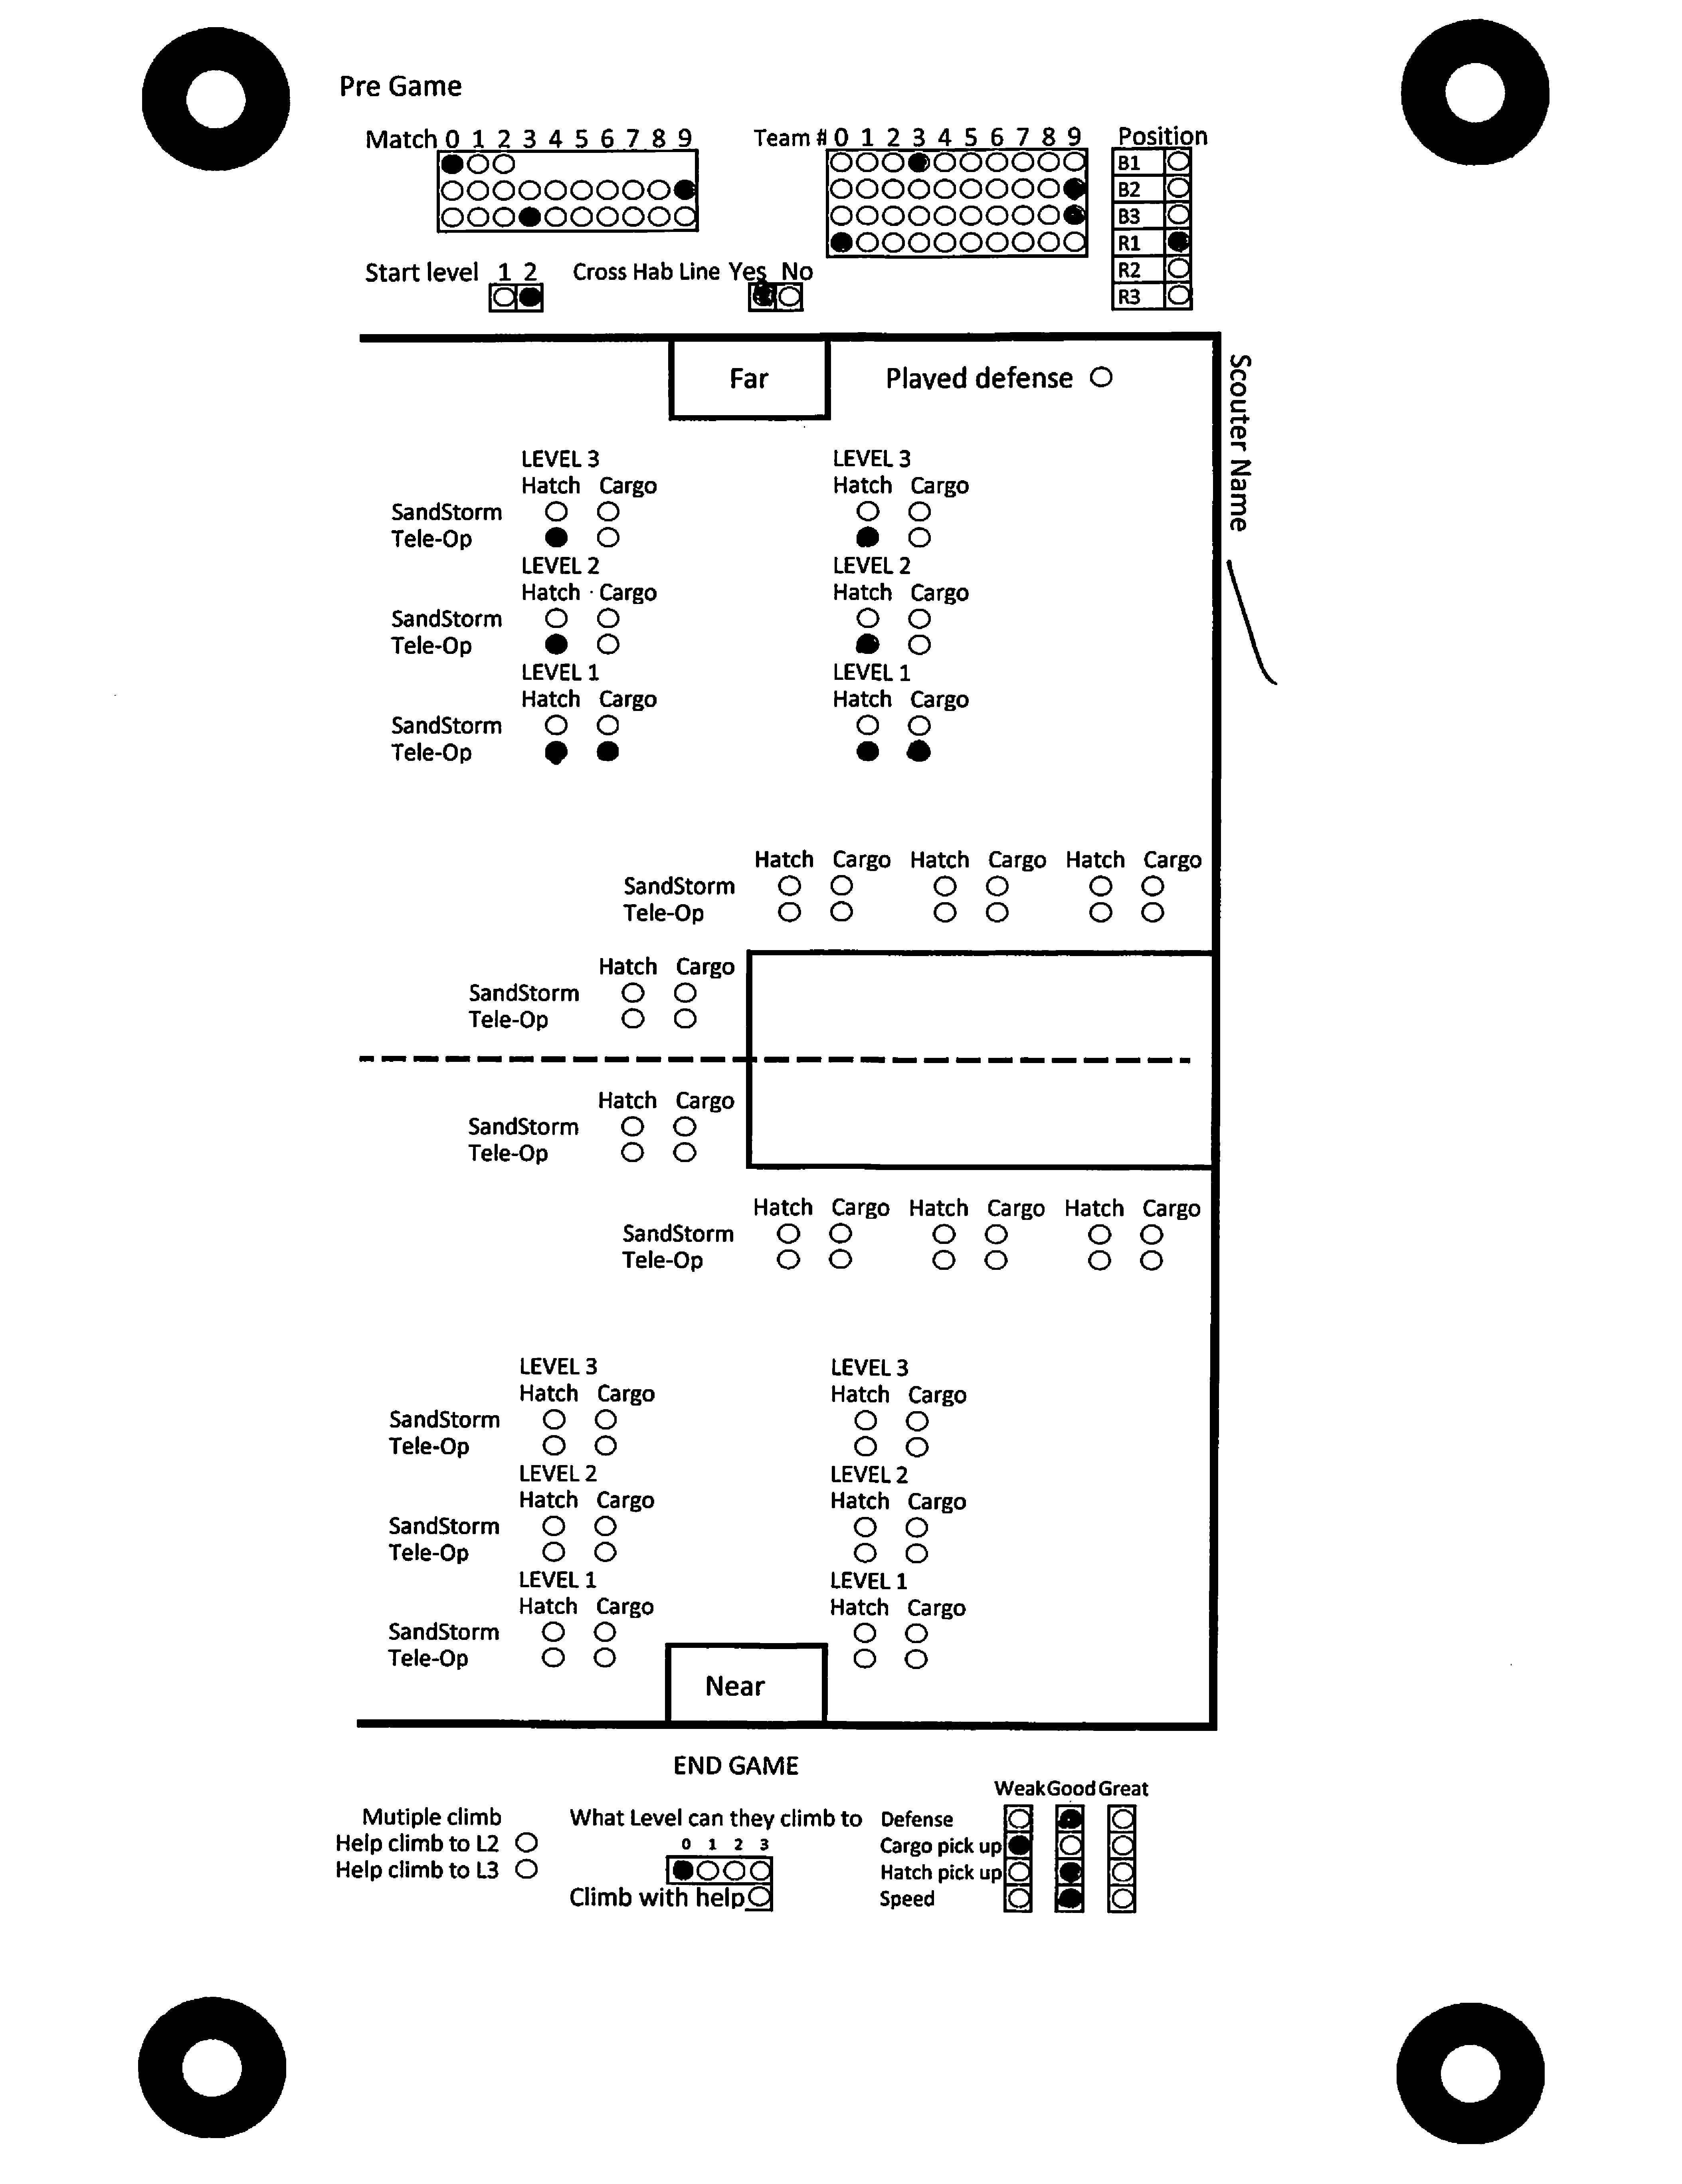 Pre Game
Match 0 1 2 3 4 5 6 7 8 9
Team # 0 1 2 3 4 5 6 7 8 9
Position
B1
B2
B3
R1
R2
R3
Start level 1 2
Cross Hab Line Yes No
Far
Played defense
Scouter Name
LEVEL 3 LEVEL 3
Hatch Cargo Hatch Cargo
SandStorm
Tele-Op
LEVEL 2 LEVEL 2
Hatch Cargo Hatch Cargo
SandStorm
Tele-Op
LEVEL 1 LEVEL 1
Hatch Cargo Hatch Cargo
SandStorm
Tele-Op
Hatch Cargo Hatch Cargo Hatch Cargo
SandStorm
Tele-Op
Hatch Cargo
SandStorm
Tele-Op
Hatch Cargo
SandStorm
Tele-Op
Hatch Cargo Hatch Cargo Hatch Cargo
SandStorm
Tele-Op
LEVEL 3 LEVEL 3
Hatch Cargo Hatch Cargo
SandStorm
Tele-Op
LEVEL 2 LEVEL 2
Hatch Cargo Hatch Cargo
SandStorm
Tele-Op
LEVEL 1 LEVEL 1
Hatch Cargo Hatch Cargo
SandStorm
Tele-Op
Near
END GAME
Mutiple climb
Help climb to L2
Help climb to L3
What Level can they climb to
0 1 2 3
Climb with help
Weak Good Great
Defense
Cargo pick up
Hatch pick up
Speed